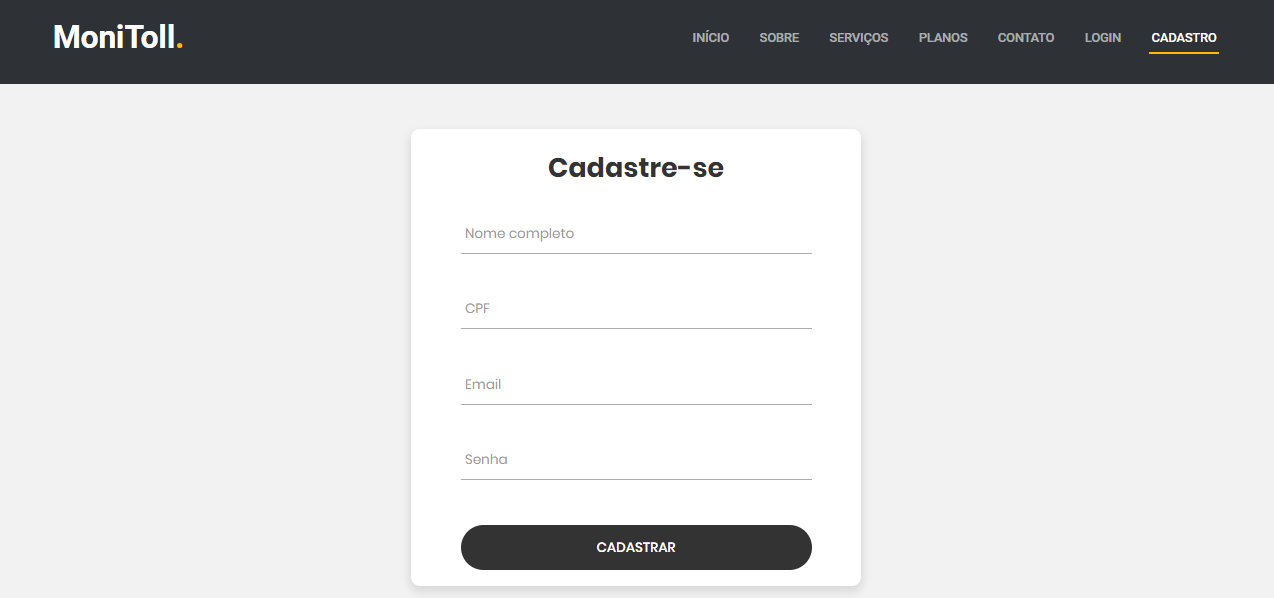 MoniToll.
INÍCIO SOBRE SERVIÇOS PLANOS CONTATO LOGIN CADASTRO
Cadastre-se
Nome completo
CPF
Email
Senha
CADASTRAR